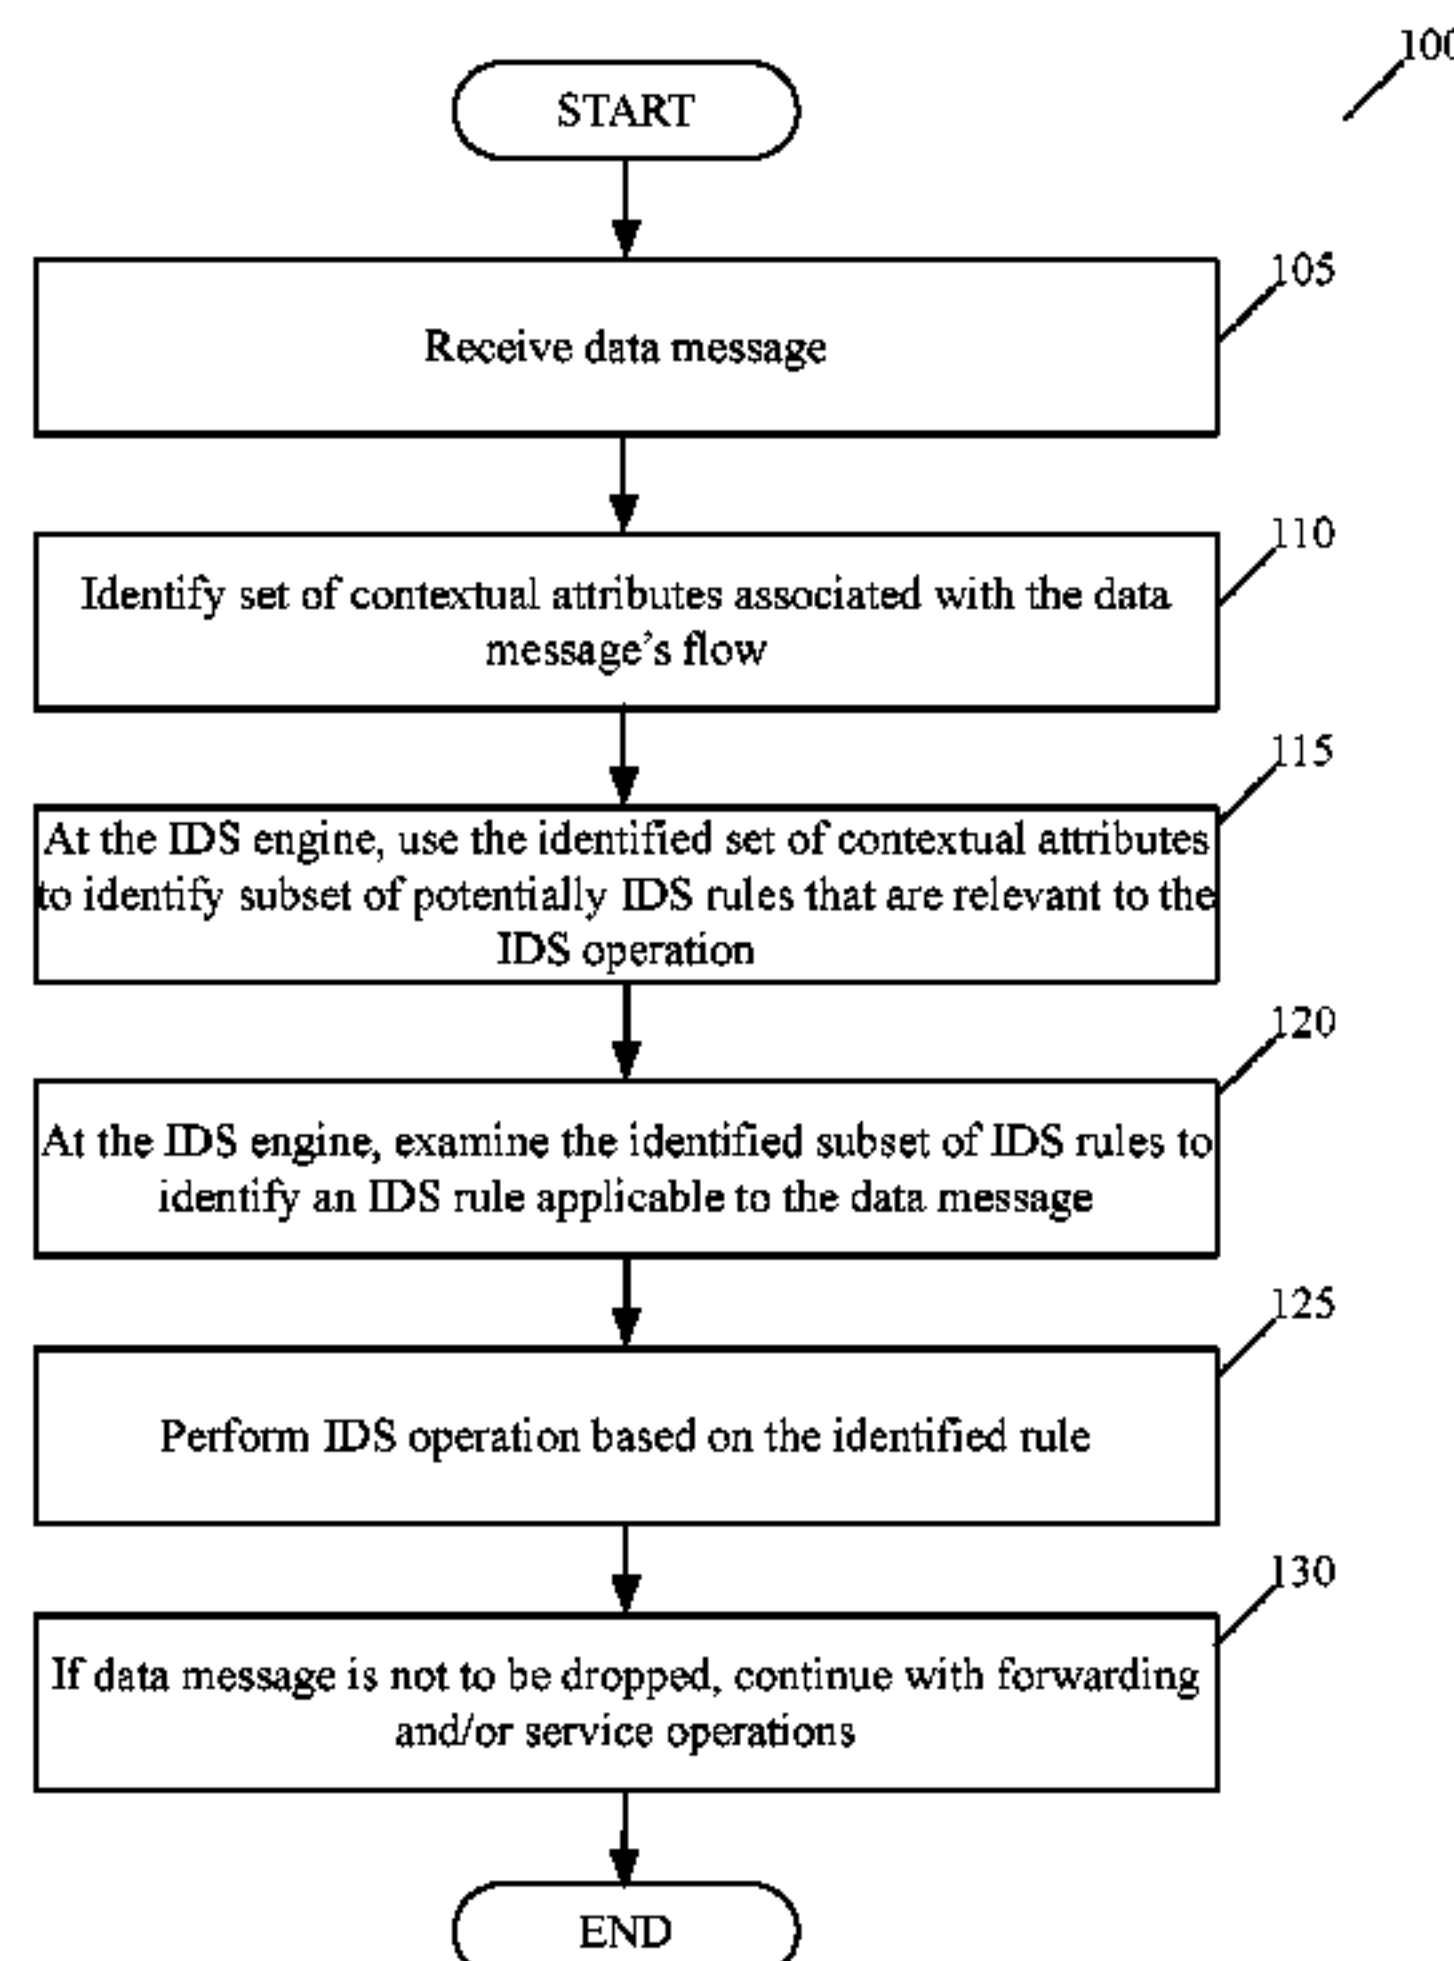 100
START
105
Receive data message
110
Identify set of contextual attributes associated with the data
message's flow
115
At the IDS engine, use the identified set of contextual attributes
to identify subset of potentially IDS rules that are relevant to the
IDS operation
120
At the IDS engine, examine the identified subset of IDS rules to
identify an IDS rule applicable to the data message
125
Perform IDS operation based on the identified rule
130
If data message is not to be dropped, continue with forwarding
and/or service operations
END